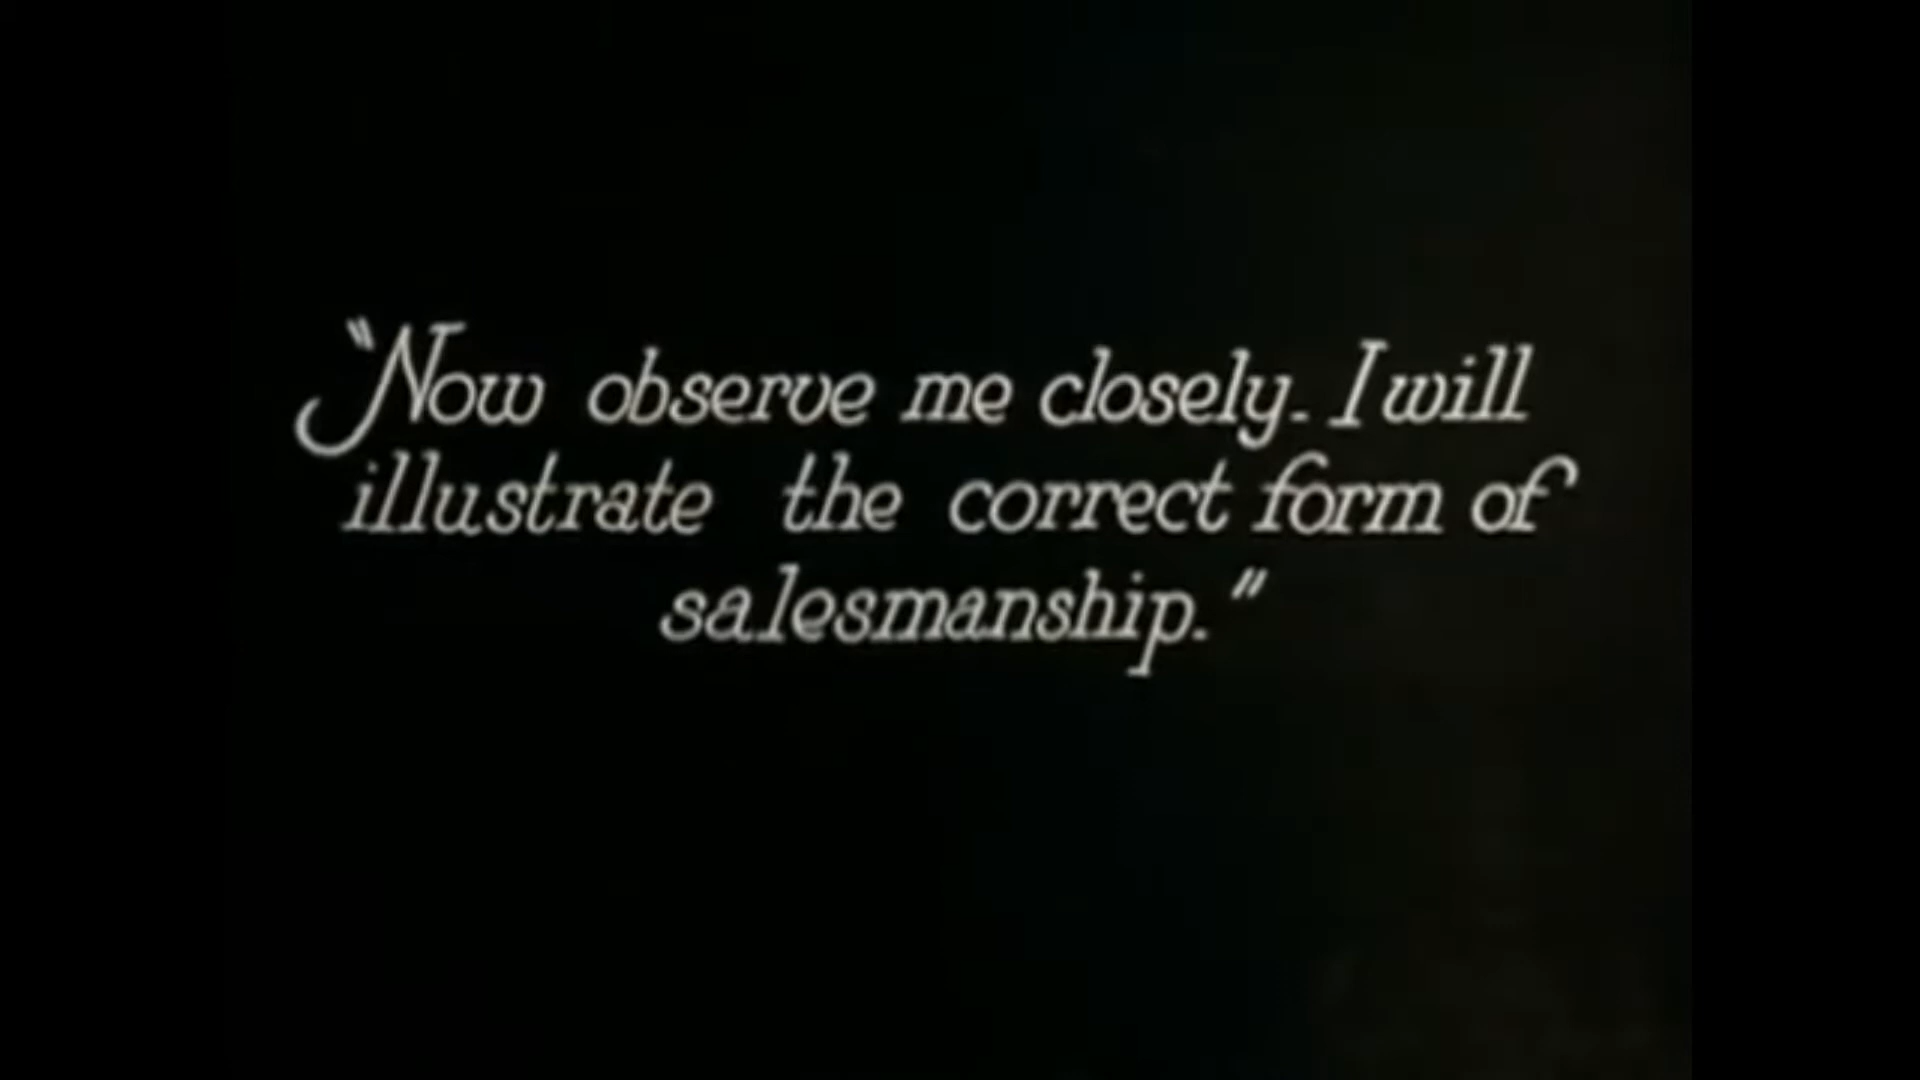 "Now observe me closely. I will
illustrate the correct form of
salesmanship."